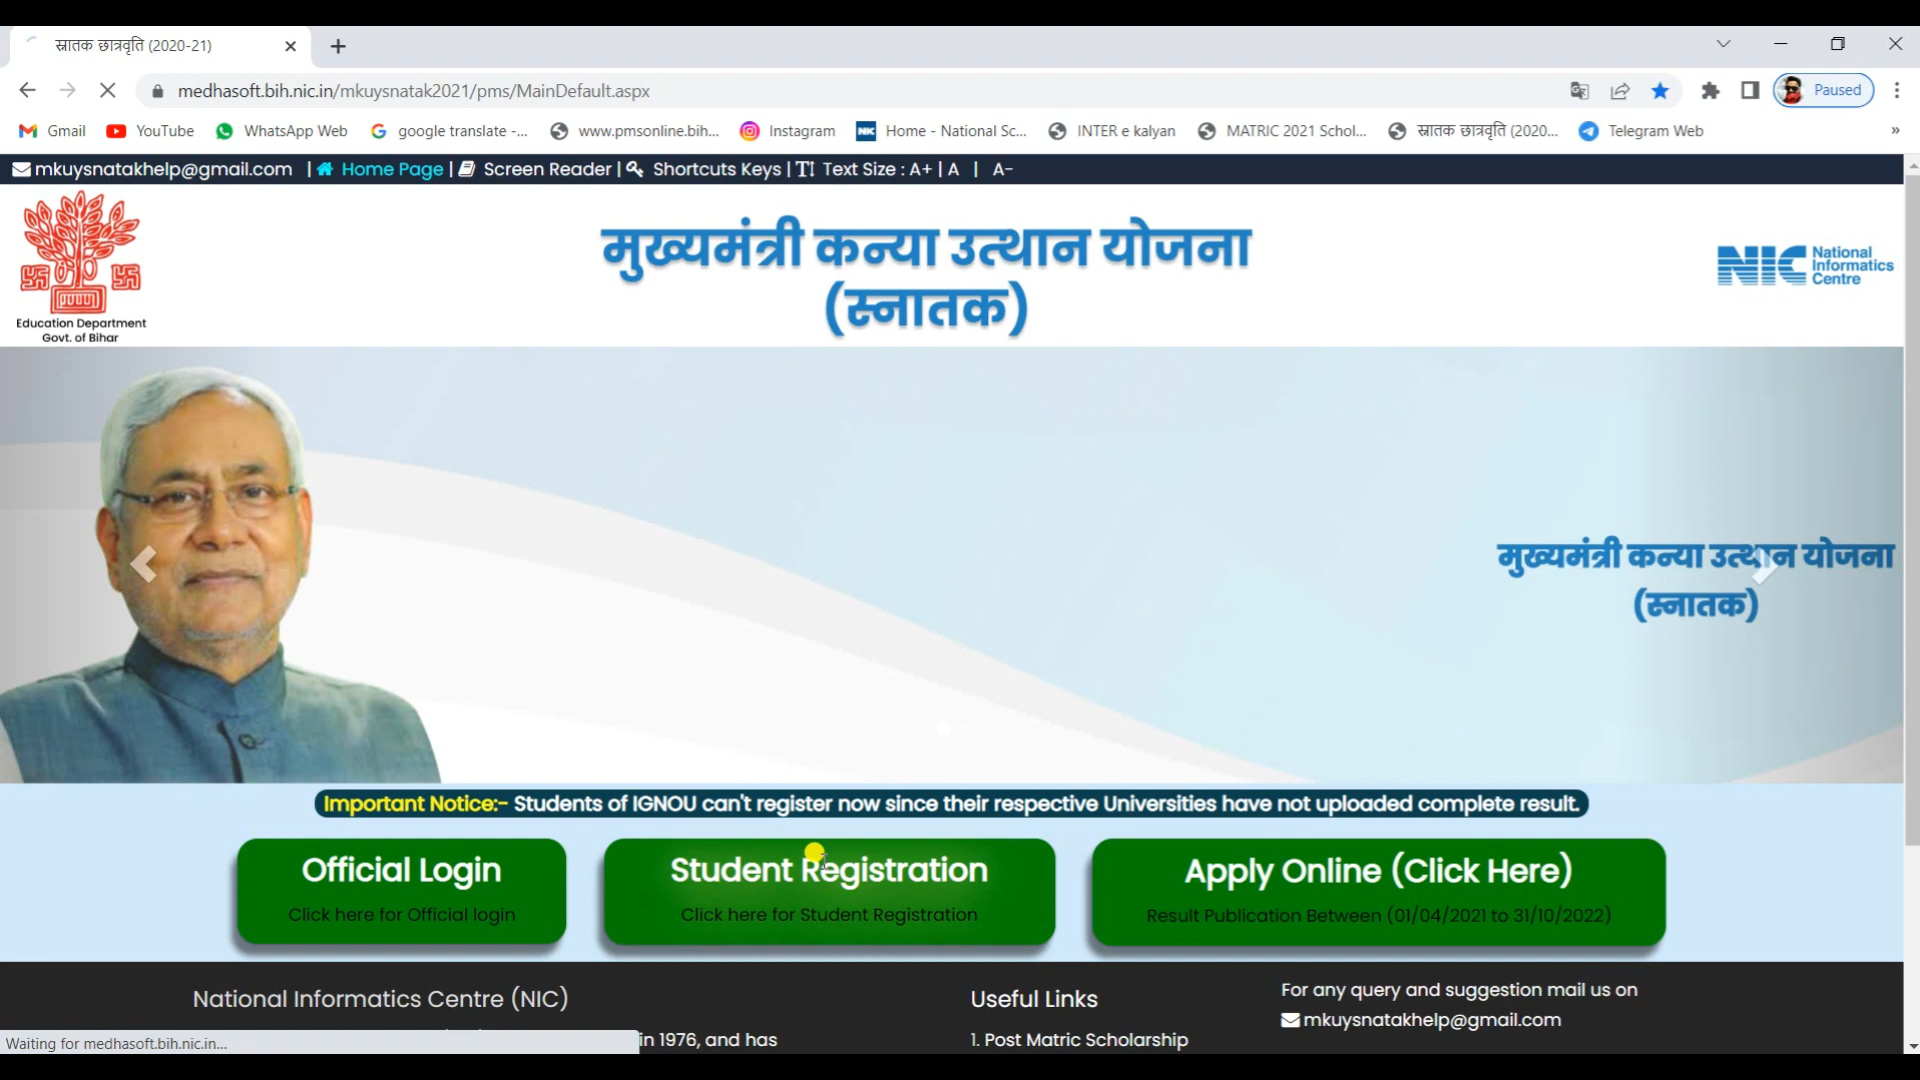 स्नातक छात्रवृति (2020-21)
medhasoft.bih.nic.in/mkuysnatak2021/pms/MainDefault.aspx
Paused
Gmail
YouTube
WhatsApp Web
google translate -...
www.pmsonline.bih...
Instagram
Home - National Sc...
INTER e kalyan
MATRIC 2021 Schol...
स्नातक छात्रवृति (2020...
Telegram Web
»
mkuysnatakhelp@gmail.com | Home Page | Screen Reader | Shortcuts Keys | Text Size : A+ | A | A-
Education Department
Govt. of Bihar
मुख्यमंत्री कन्या उत्थान योजना
(स्नातक)
NIC National
Informatics
Centre
मुख्यमंत्री कन्या उत्थान योजना
(स्नातक)
Important Notice:- Students of IGNOU can't register now since their respective Universities have not uploaded complete result.
Official Login
Click here for Official login
Student Registration
Click here for Student Registration
Apply Online (Click Here)
Result Publication Between (01/04/2021 to 31/10/2022)
National Informatics Centre (NIC)
in 1976, and has
Useful Links
1. Post Matric Scholarship
For any query and suggestion mail us on
mkuysnatakhelp@gmail.com
Waiting for medhasoft.bih.nic.in...